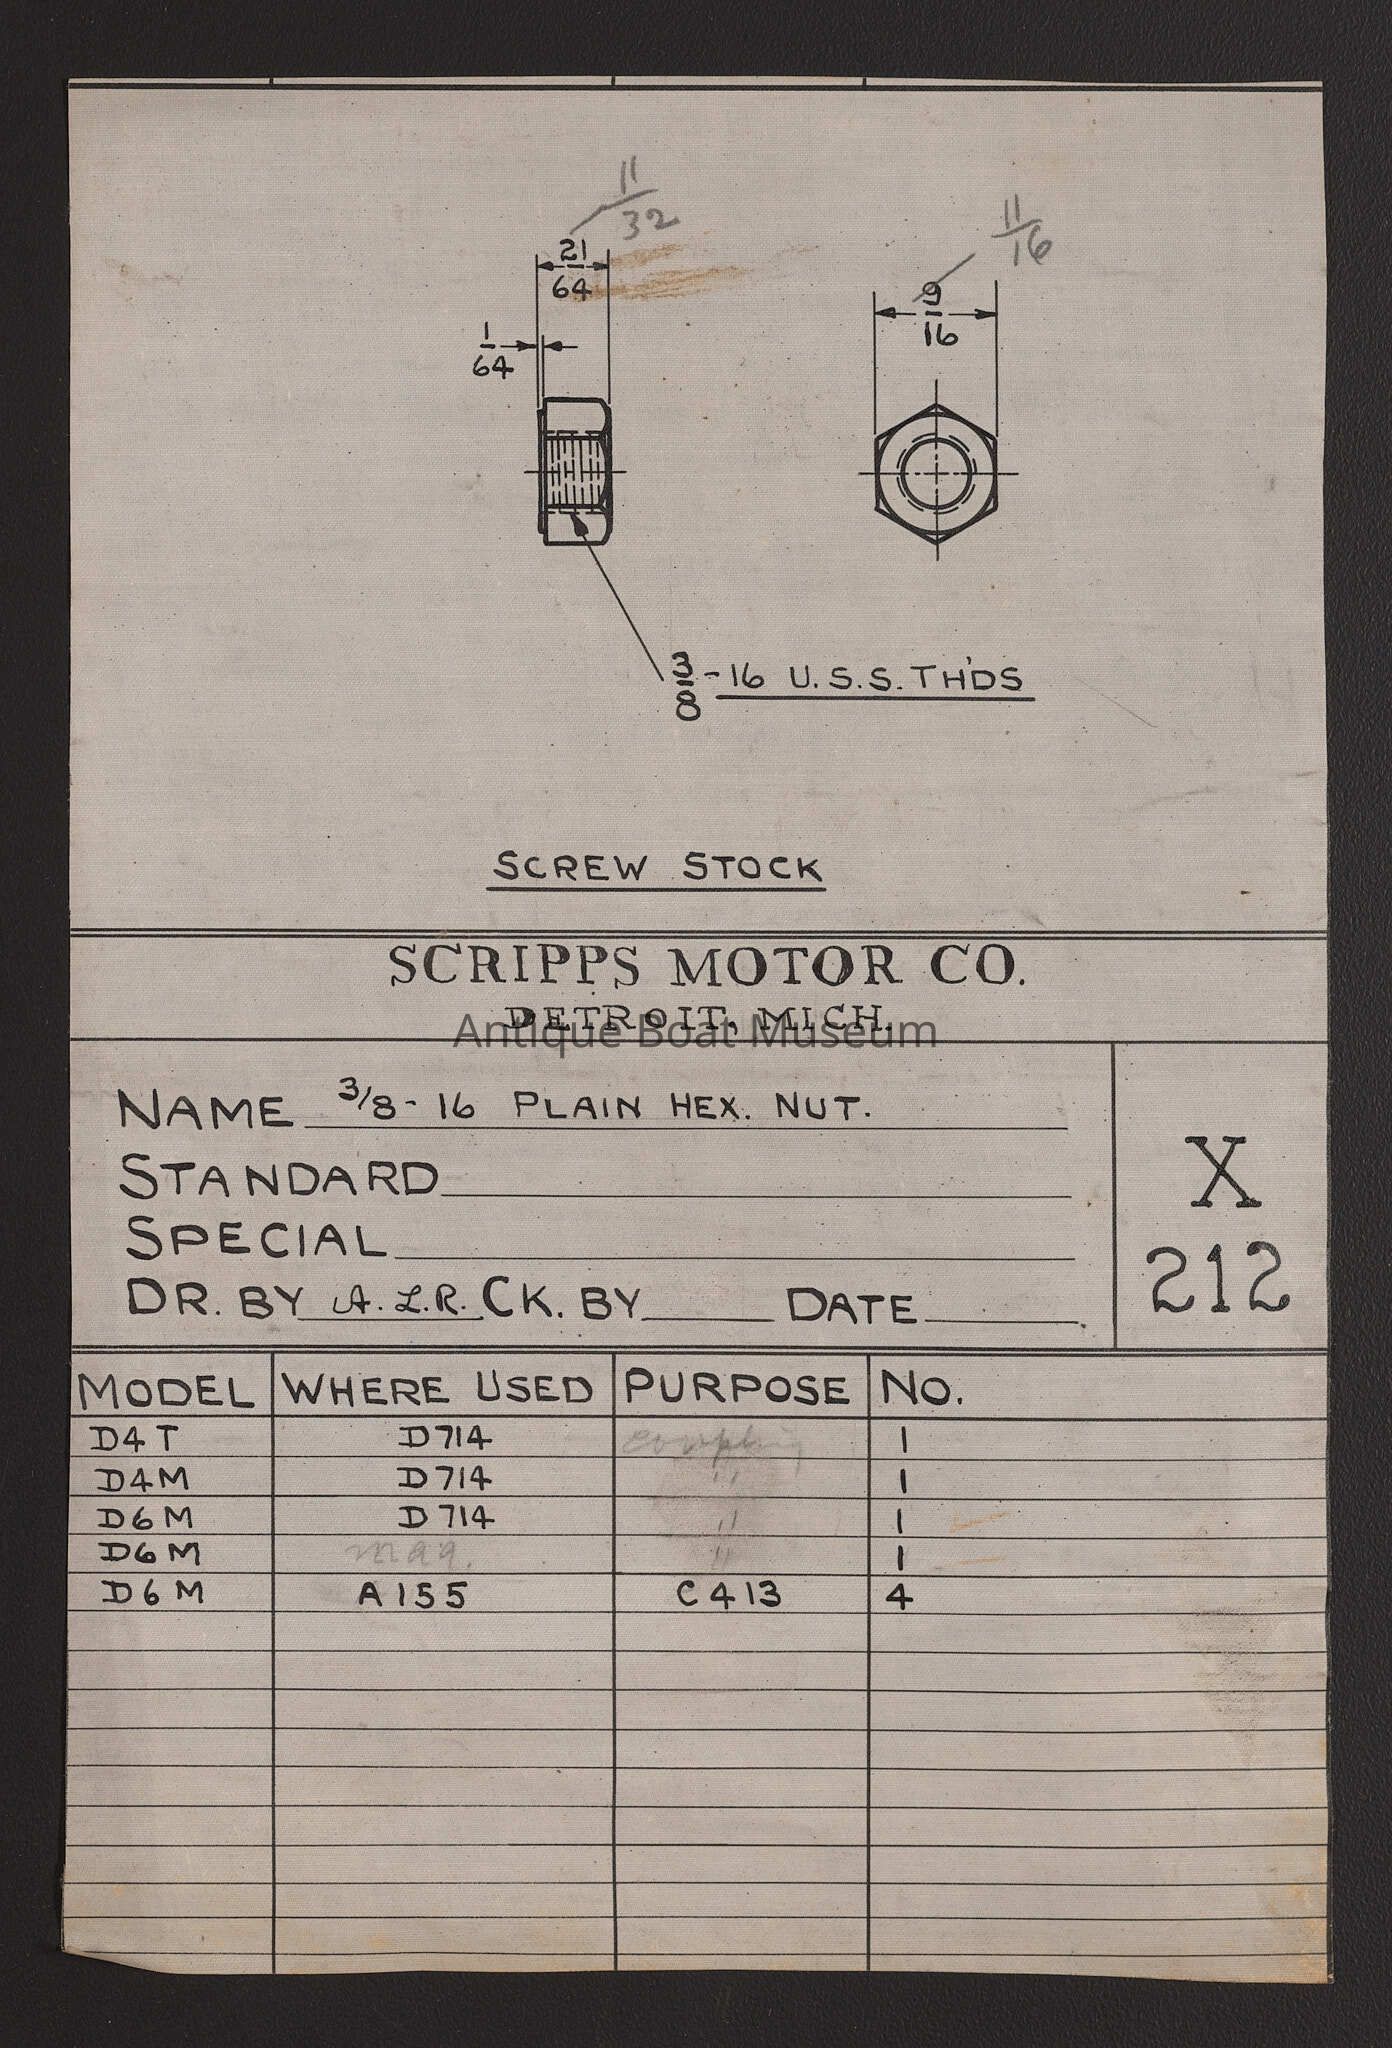 11/32
11/16
21/64
9/16
1/64
3/8 - 16 U.S.S. TH'DS
SCREW STOCK
SCRIPPS MOTOR CO.
DETROIT, MICH.
Antique Boat Museum
NAME 3/8 - 16 PLAIN HEX. NUT.
STANDARD
SPECIAL
X
212
DR. BY A. L.R. CK. BY DATE
MODEL WHERE USED PURPOSE NO.
D4T D714 coupling 1
D4M D714 " 1
D6M D714 " 1
D6M mag. " 1
D6M A155 C413 4